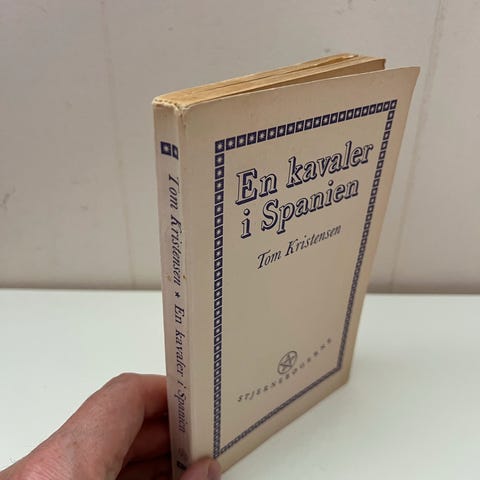 En kavaler
i Spanien
Tom Kristensen
STJERNEBØGERNE
Tom Kristensen * En kavaler i Spanien